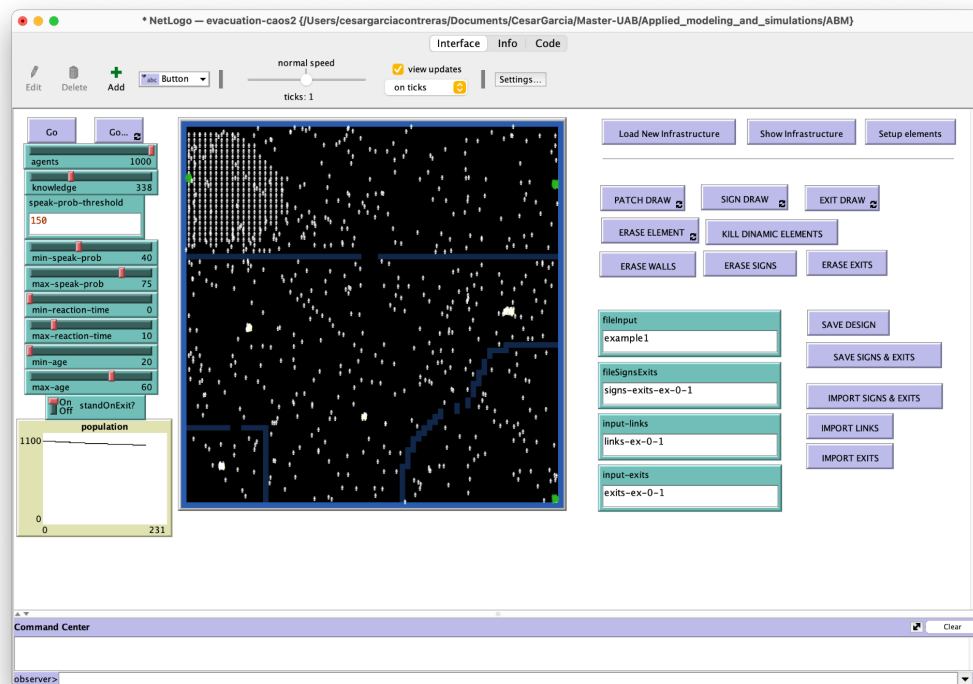 * NetLogo — evacuation-caos2 {/Users/cesargarciacontreras/Documents/CesarGarcia/Master-UAB/Applied_modeling_and_simulations/ABM}
Interface Info Code
Edit Delete Add abc Button normal speed view updates Settings...
ticks: 1 on ticks
Go Go...
agents 1000
knowledge 338
speak-prob-threshold
150
min-speak-prob 40
max-speak-prob 75
min-reaction-time 0
max-reaction-time 10
min-age 20
max-age 60
On
Off standOnExit?
population
1100
0
0 231
Load New Infrastructure Show Infrastructure Setup elements
PATCH DRAW SIGN DRAW EXIT DRAW
ERASE ELEMENT KILL DINAMIC ELEMENTS
ERASE WALLS ERASE SIGNS ERASE EXITS
fileInput
example1
fileSignsExits
signs-exits-ex-0-1
input-links
links-ex-0-1
input-exits
exits-ex-0-1
SAVE DESIGN
SAVE SIGNS & EXITS
IMPORT SIGNS & EXITS
IMPORT LINKS
IMPORT EXITS
Command Center Clear
observer>